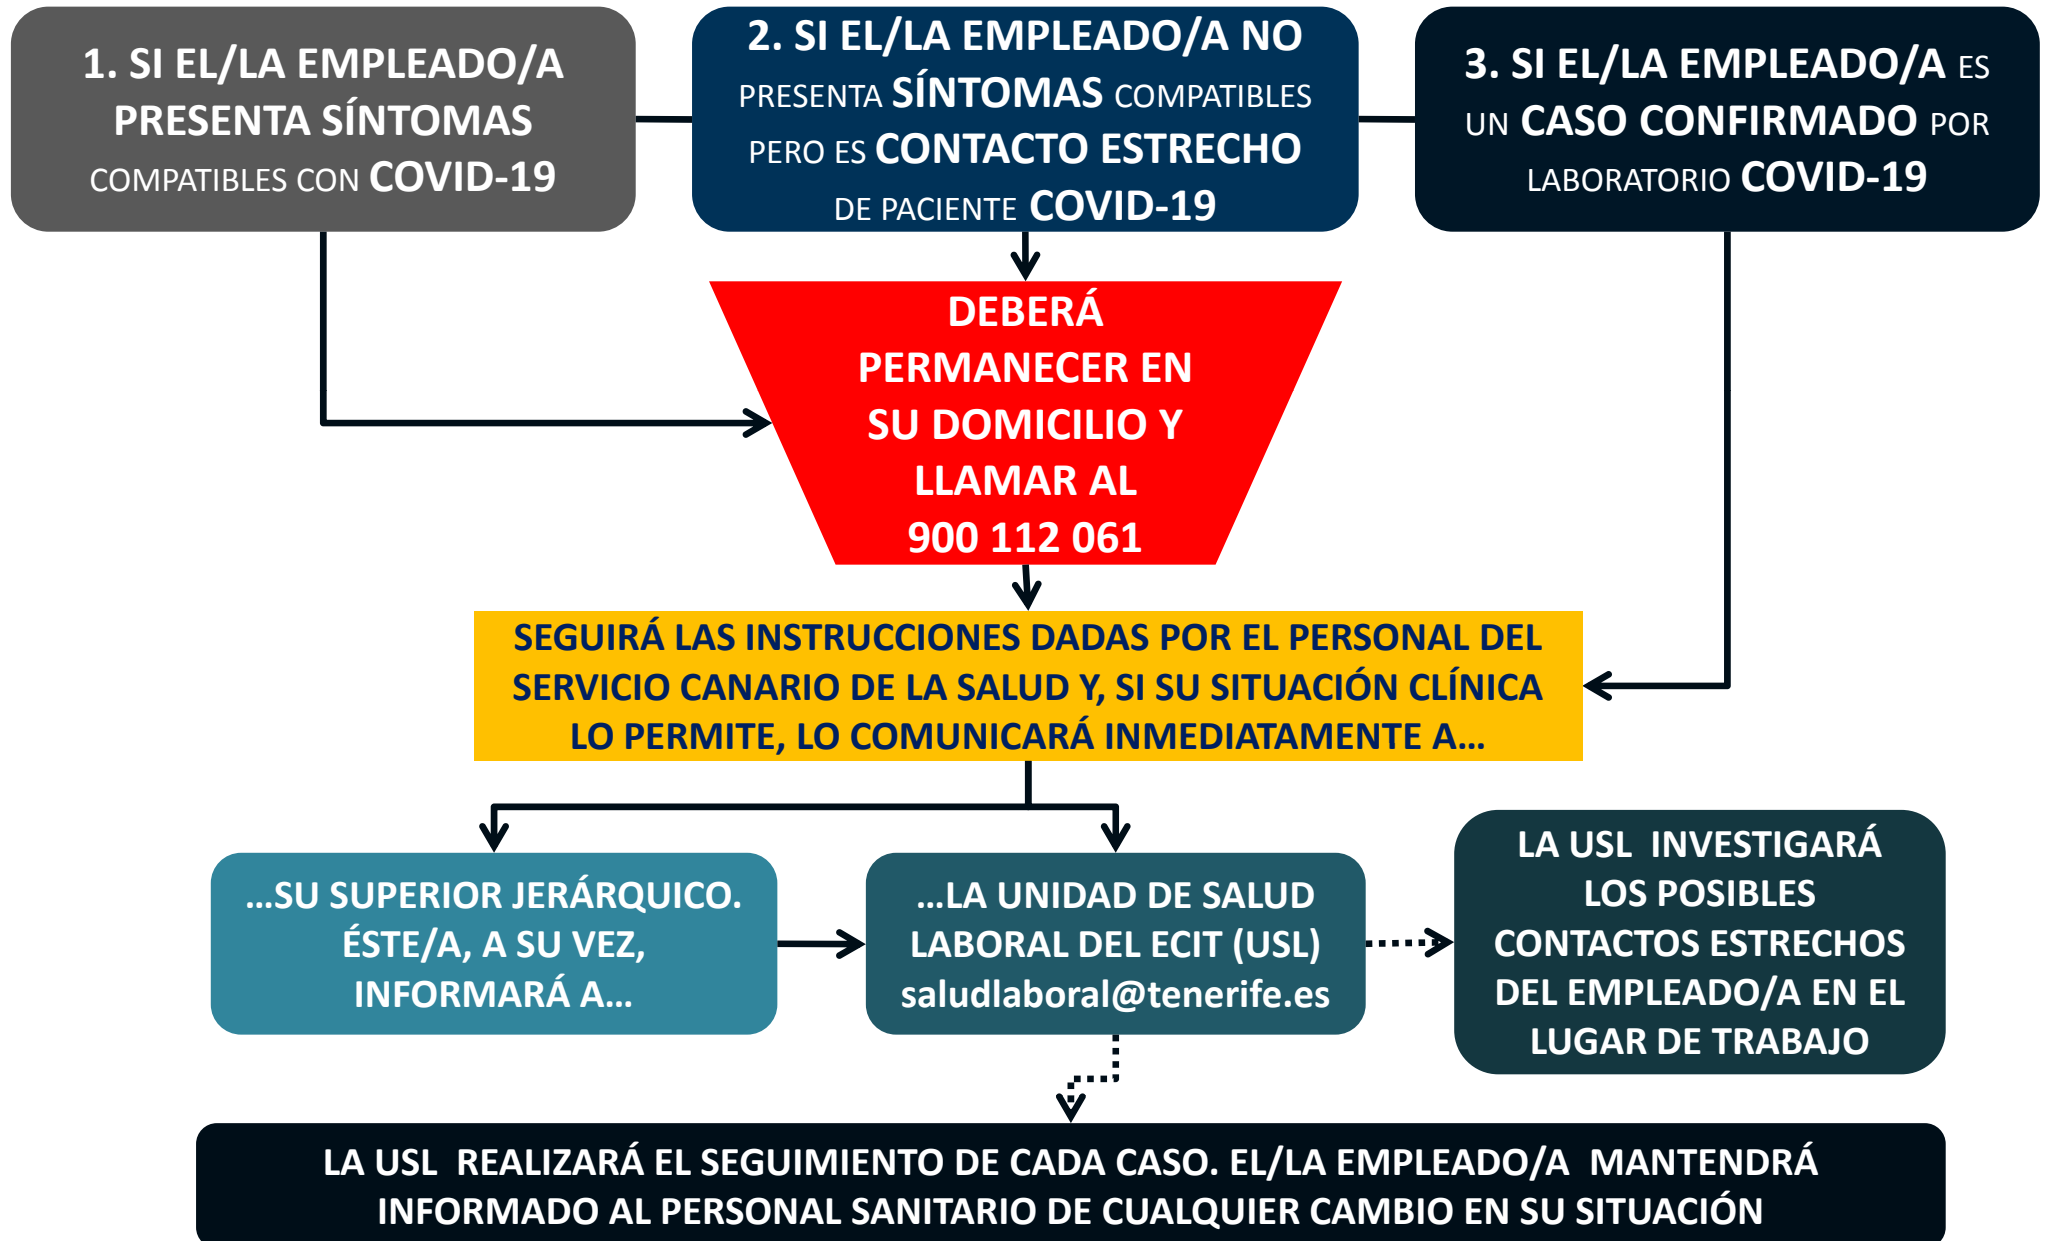 1. SI EL/LA EMPLEADO/A
PRESENTA SÍNTOMAS
COMPATIBLES CON COVID-19
2. SI EL/LA EMPLEADO/A NO
PRESENTA SÍNTOMAS COMPATIBLES
PERO ES CONTACTO ESTRECHO
DE PACIENTE COVID-19
3. SI EL/LA EMPLEADO/A ES
UN CASO CONFIRMADO POR
LABORATORIO COVID-19
DEBERÁ
PERMANECER EN
SU DOMICILIO Y
LLAMAR AL
900 112 061
SEGUIRÁ LAS INSTRUCCIONES DADAS POR EL PERSONAL DEL
SERVICIO CANARIO DE LA SALUD Y, SI SU SITUACIÓN CLÍNICA
LO PERMITE, LO COMUNICARÁ INMEDIATAMENTE A...
...SU SUPERIOR JERÁRQUICO.
ÉSTE/A, A SU VEZ,
INFORMARÁ A...
...LA UNIDAD DE SALUD
LABORAL DEL ECIT (USL)
saludlaboral@tenerife.es
LA USL INVESTIGARÁ
LOS POSIBLES
CONTACTOS ESTRECHOS
DEL EMPLEADO/A EN EL
LUGAR DE TRABAJO
LA USL REALIZARÁ EL SEGUIMIENTO DE CADA CASO. EL/LA EMPLEADO/A MANTENDRÁ
INFORMADO AL PERSONAL SANITARIO DE CUALQUIER CAMBIO EN SU SITUACIÓN